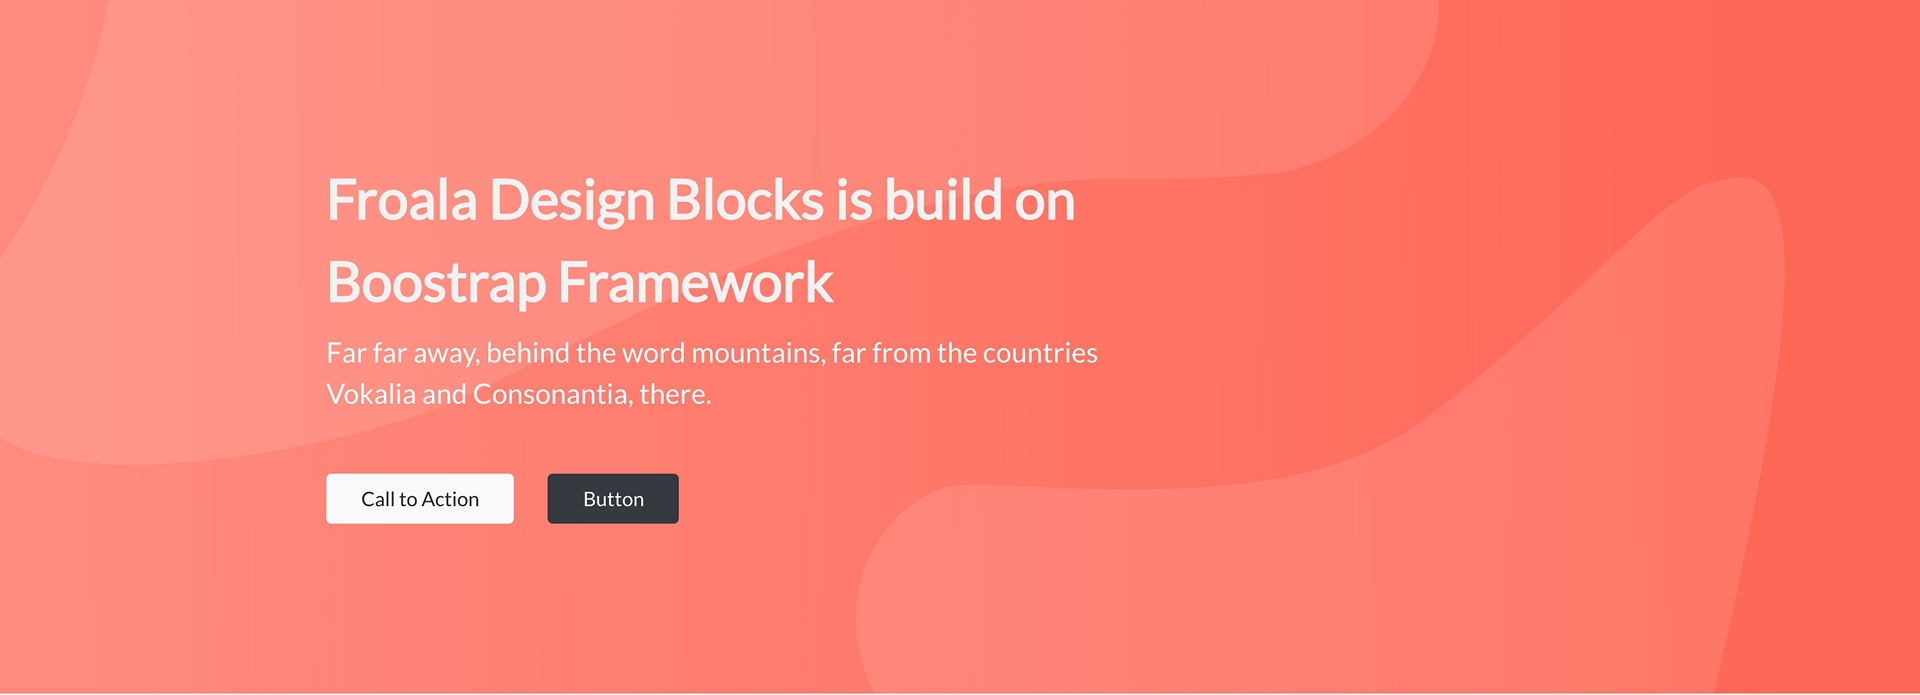 Froala Design Blocks is build on
Boostrap Framework
Far far away, behind the word mountains, far from the countries
Vokalia and Consonantia, there.
Call to Action
Button